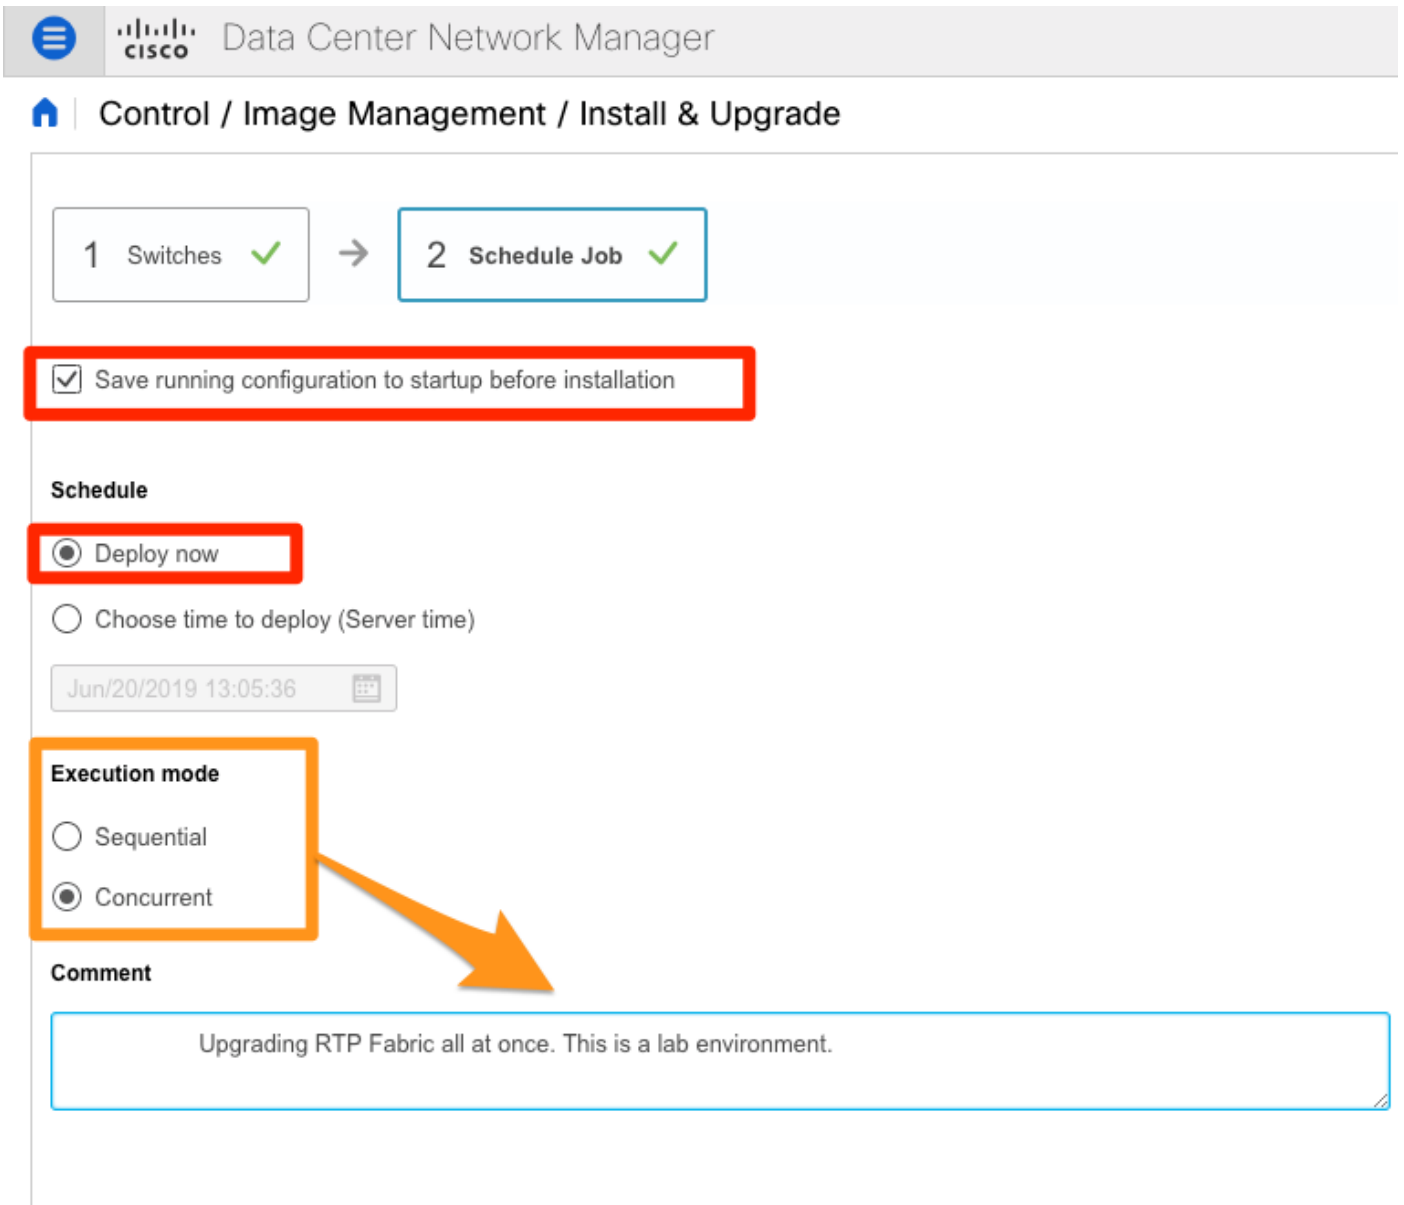 CISCO Data Center Network Manager
Control / Image Management / Install & Upgrade
1 Switches
2 Schedule Job
Save running configuration to startup before installation
Schedule
Deploy now
Choose time to deploy (Server time)
Jun/20/2019 13:05:36
Execution mode
Sequential
Concurrent
Comment
Upgrading RTP Fabric all at once. This is a lab environment.